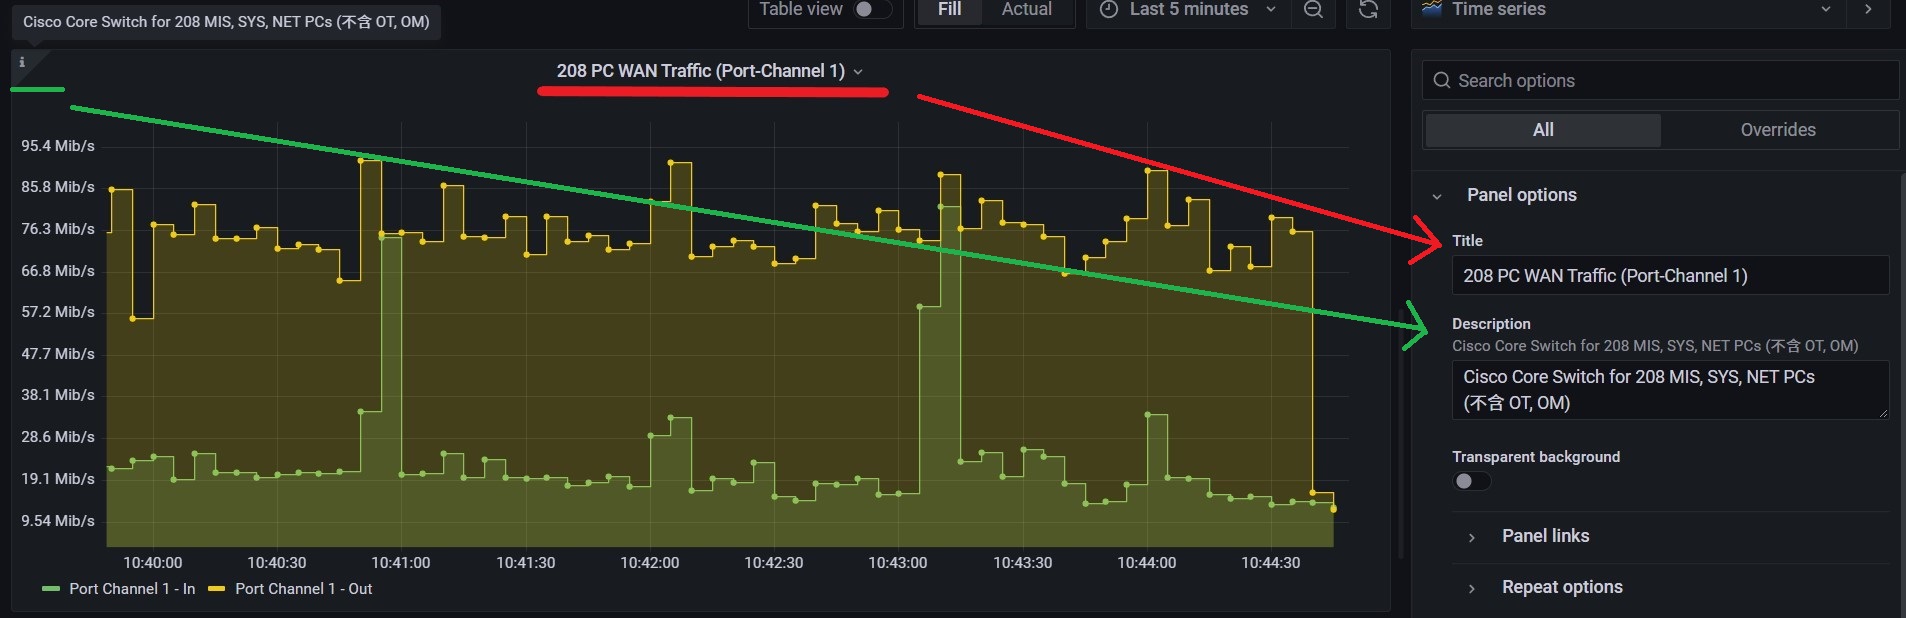 Cisco Core Switch for 208 MIS, SYS, NET PCs (不含 OT, OM)
Table view
Fill
Actual
Last 5 minutes
Time series
i
208 PC WAN Traffic (Port-Channel 1)
95.4 Mib/s
85.8 Mib/s
76.3 Mib/s
66.8 Mib/s
57.2 Mib/s
47.7 Mib/s
38.1 Mib/s
28.6 Mib/s
19.1 Mib/s
9.54 Mib/s
10:40:00
10:40:30
10:41:00
10:41:30
10:42:00
10:42:30
10:43:00
10:43:30
10:44:00
10:44:30
Port Channel 1 - In
Port Channel 1 - Out
Search options
All
Overrides
Panel options
Title
208 PC WAN Traffic (Port-Channel 1)
Description
Cisco Core Switch for 208 MIS, SYS, NET PCs (不含 OT, OM)
Cisco Core Switch for 208 MIS, SYS, NET PCs
(不含 OT, OM)
Transparent background
Panel links
Repeat options